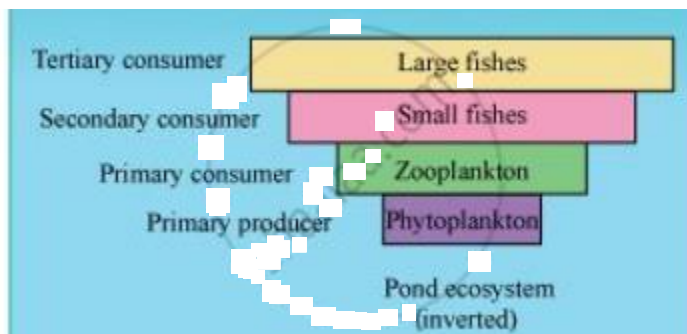 Tertiary consumer Large fishes
Secondary consumer Small fishes
Primary consumer Zooplankton
Primary producer Phytoplankton
Pond ecosystem
(inverted)